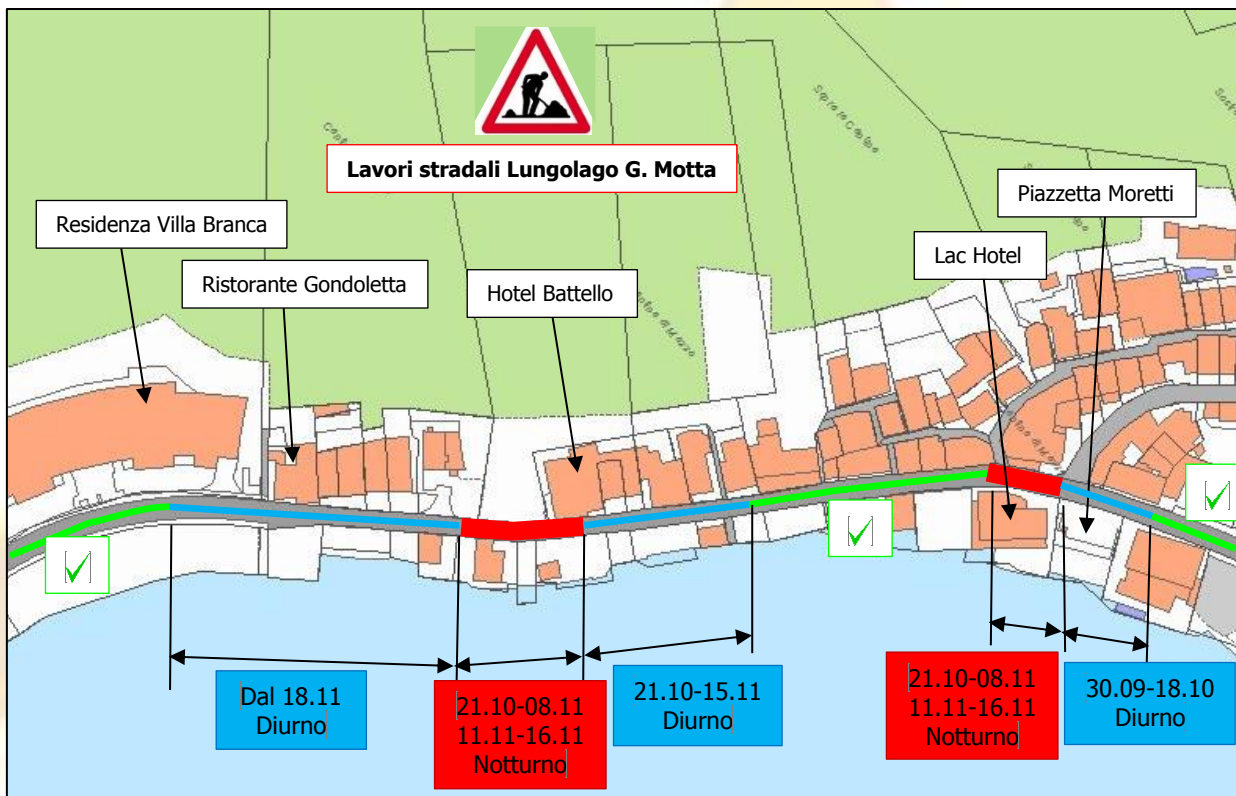 Lavori stradali Lungolago G. Motta
Piazzetta Moretti
Residenza Villa Branca
Lac Hotel
Ristorante Gondoletta
Hotel Battello
Dal 18.11
Diurno
21.10-08.11
11.11-16.11
Notturno
21.10-15.11
Diurno
21.10-08.11
11.11-16.11
Notturno
30.09-18.10
Diurno